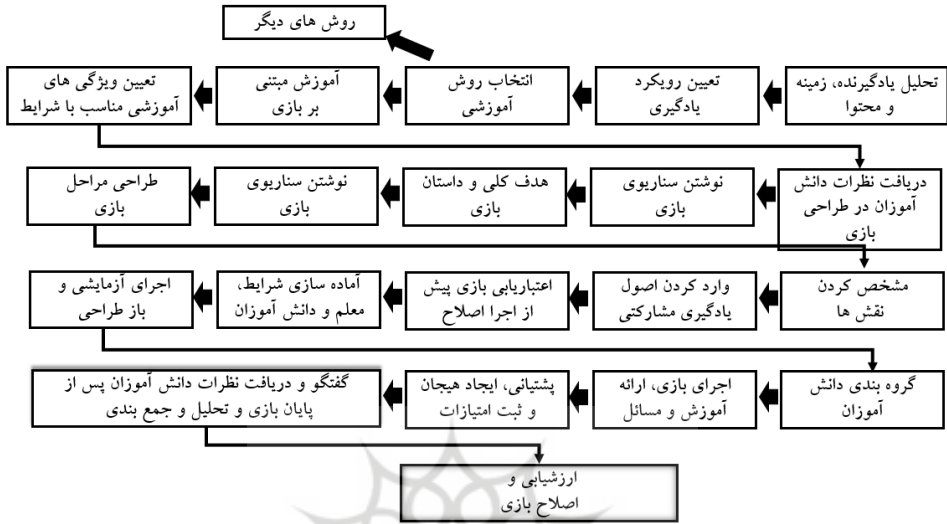 روش های دیگر
تحلیل یادگیرنده، زمینه
و محتوا
تعیین رویکرد
یادگیری
انتخاب روش
آموزشی
آموزش مبتنی
بر بازی
تعیین ویژگی های
آموزشی مناسب با شرایط
دریافت نظرات دانش
آموزان در طراحی
بازی
نوشتن سناریوی
بازی
هدف کلی و داستان
بازی
نوشتن سناریوی
بازی
طراحی مراحل
بازی
مشخص کردن
نقش ها
وارد کردن اصول
یادگیری مشارکتی
اعتباریابی بازی پیش
از اجرا اصلاح
آماده سازی شرایط،
معلم و دانش آموزان
اجرای آزمایشی و
باز طراحی
گروه بندی دانش
آموزان
اجرای بازی، ارائه
آموزش و مسائل
پشتیانی، ایجاد هیجان
و ثبت امتیازات
گفتگو و دریافت نظرات دانش آموزان پس از
پایان بازی و تحلیل و جمع بندی
ارزشیابی و
اصلاح بازی